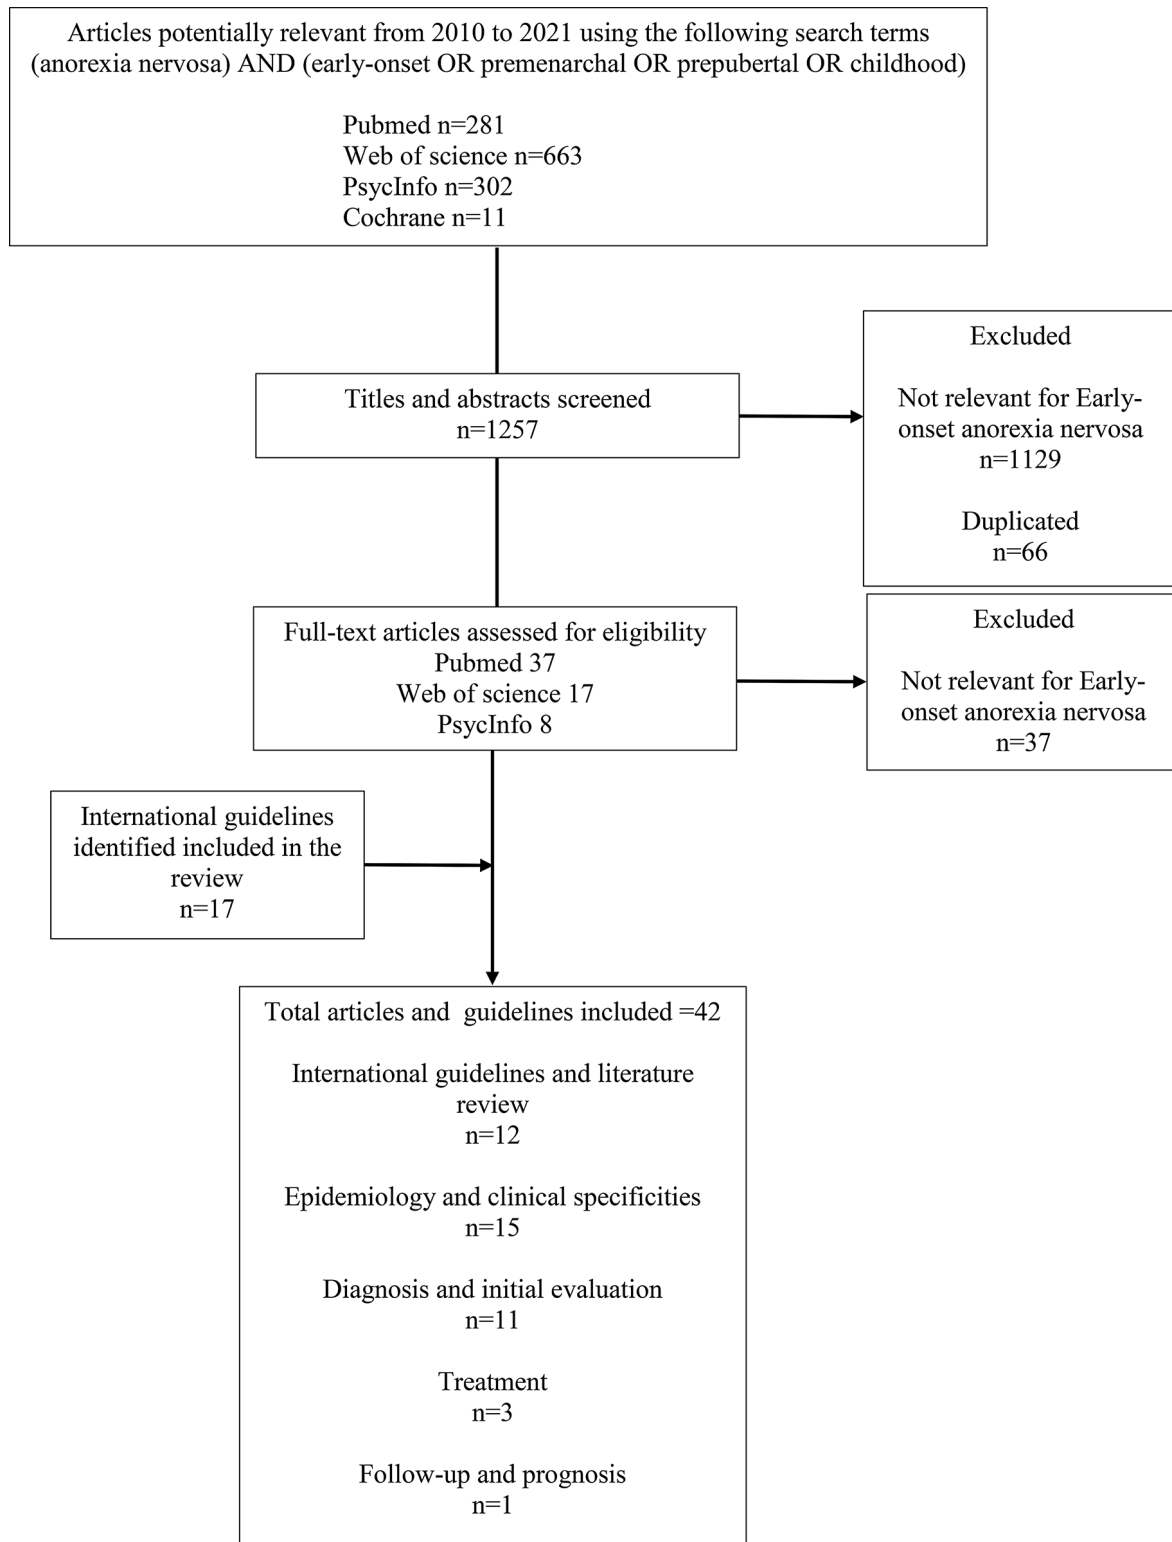 Articles potentially relevant from 2010 to 2021 using the following search terms
(anorexia nervosa) AND (early-onset OR premenarchal OR prepubertal OR childhood)
Pubmed n=281
Web of science n=663
PsycInfo n=302
Cochrane n=11
Titles and abstracts screened
n=1257
Excluded
Not relevant for Early-
onset anorexia nervosa
n=1129
Duplicated
n=66
Full-text articles assessed for eligibility
Pubmed 37
Web of science 17
PsycInfo 8
Excluded
Not relevant for Early-
onset anorexia nervosa
n=37
International guidelines
identified included in the
review
n=17
Total articles and  guidelines included =42
International guidelines and literature
review
n=12
Epidemiology and clinical specificities
n=15
Diagnosis and initial evaluation
n=11
Treatment
n=3
Follow-up and prognosis
n=1